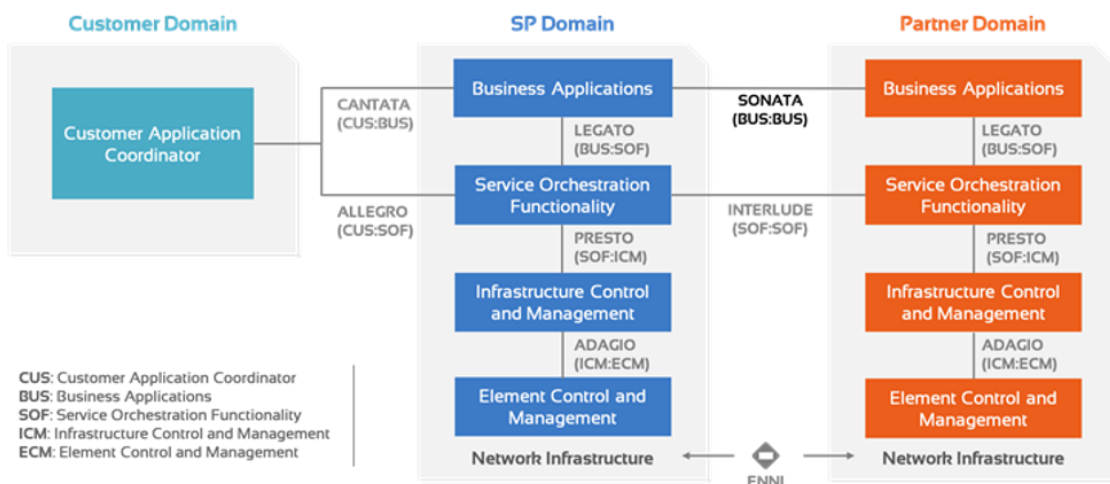 Customer Domain
SP Domain
Partner Domain
Customer Application
Coordinator
CANTATA
(CUS:BUS)
ALLEGRO
(CUS:SOF)
Business Applications
LEGATO
(BUS:SOF)
Service Orchestration
Functionality
PRESTO
(SOF:ICM)
Infrastructure Control
and Management
ADAGIO
(ICM:ECM)
Element Control and
Management
Network Infrastructure
SONATA
(BUS:BUS)
INTERLUDE
(SOF:SOF)
ENNI
Business Applications
LEGATO
(BUS:SOF)
Service Orchestration
Functionality
PRESTO
(SOF:ICM)
Infrastructure Control
and Management
ADAGIO
(ICM:ECM)
Element Control and
Management
Network Infrastructure
CUS: Customer Application Coordinator
BUS: Business Applications
SOF: Service Orchestration Functionality
ICM: Infrastructure Control and Management
ECM: Element Control and Management